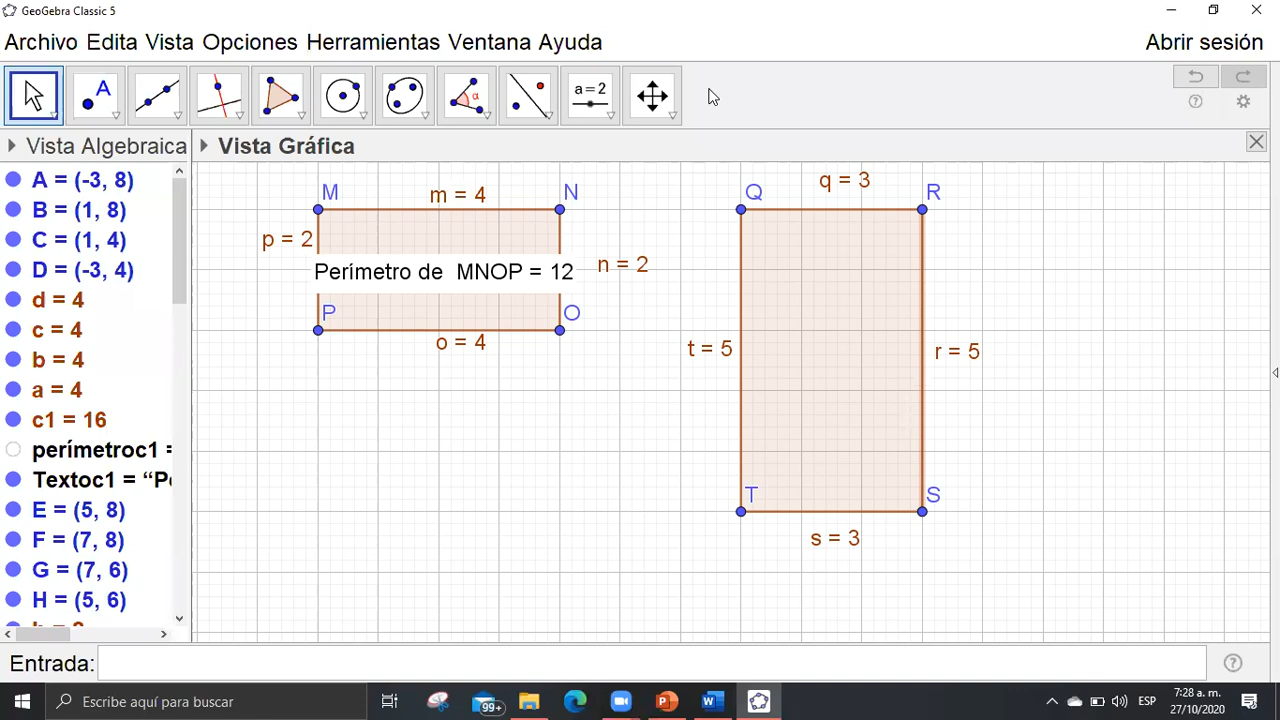 GeoGebra Classic 5
Archivo Edita Vista Opciones Herramientas Ventana Ayuda
Abrir sesión
A
α
a=2
Vista Algebraica
Vista Gráfica
A = (-3, 8)
B = (1, 8)
C = (1, 4)
D = (-3, 4)
d = 4
c = 4
b = 4
a = 4
c1 = 16
perímetroc1 =
Textoc1 = “Pe
E = (5, 8)
F = (7, 8)
G = (7, 6)
H = (5, 6)
M
m = 4
N
p = 2
Perímetro de MNOP = 12
n = 2
P
O
o = 4
Q
q = 3
R
t = 5
r = 5
T
S
s = 3
Entrada:
Escribe aquí para buscar
99+
ESP
7:28 a. m.
27/10/2020